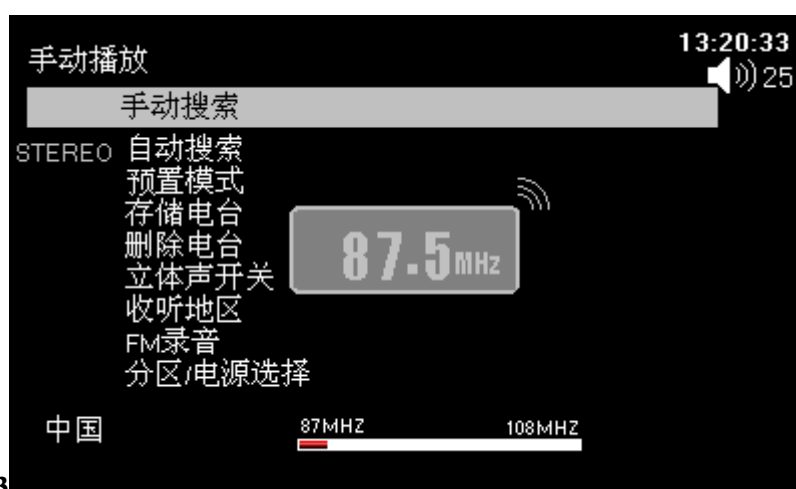 13:20:33
手动播放
25
手动搜索
STEREO 自动搜索
预置模式
存储电台
删除电台
87.5MHz
立体声开关
收听地区
FM录音
分区/电源选择
中国
87MHZ 108MHZ